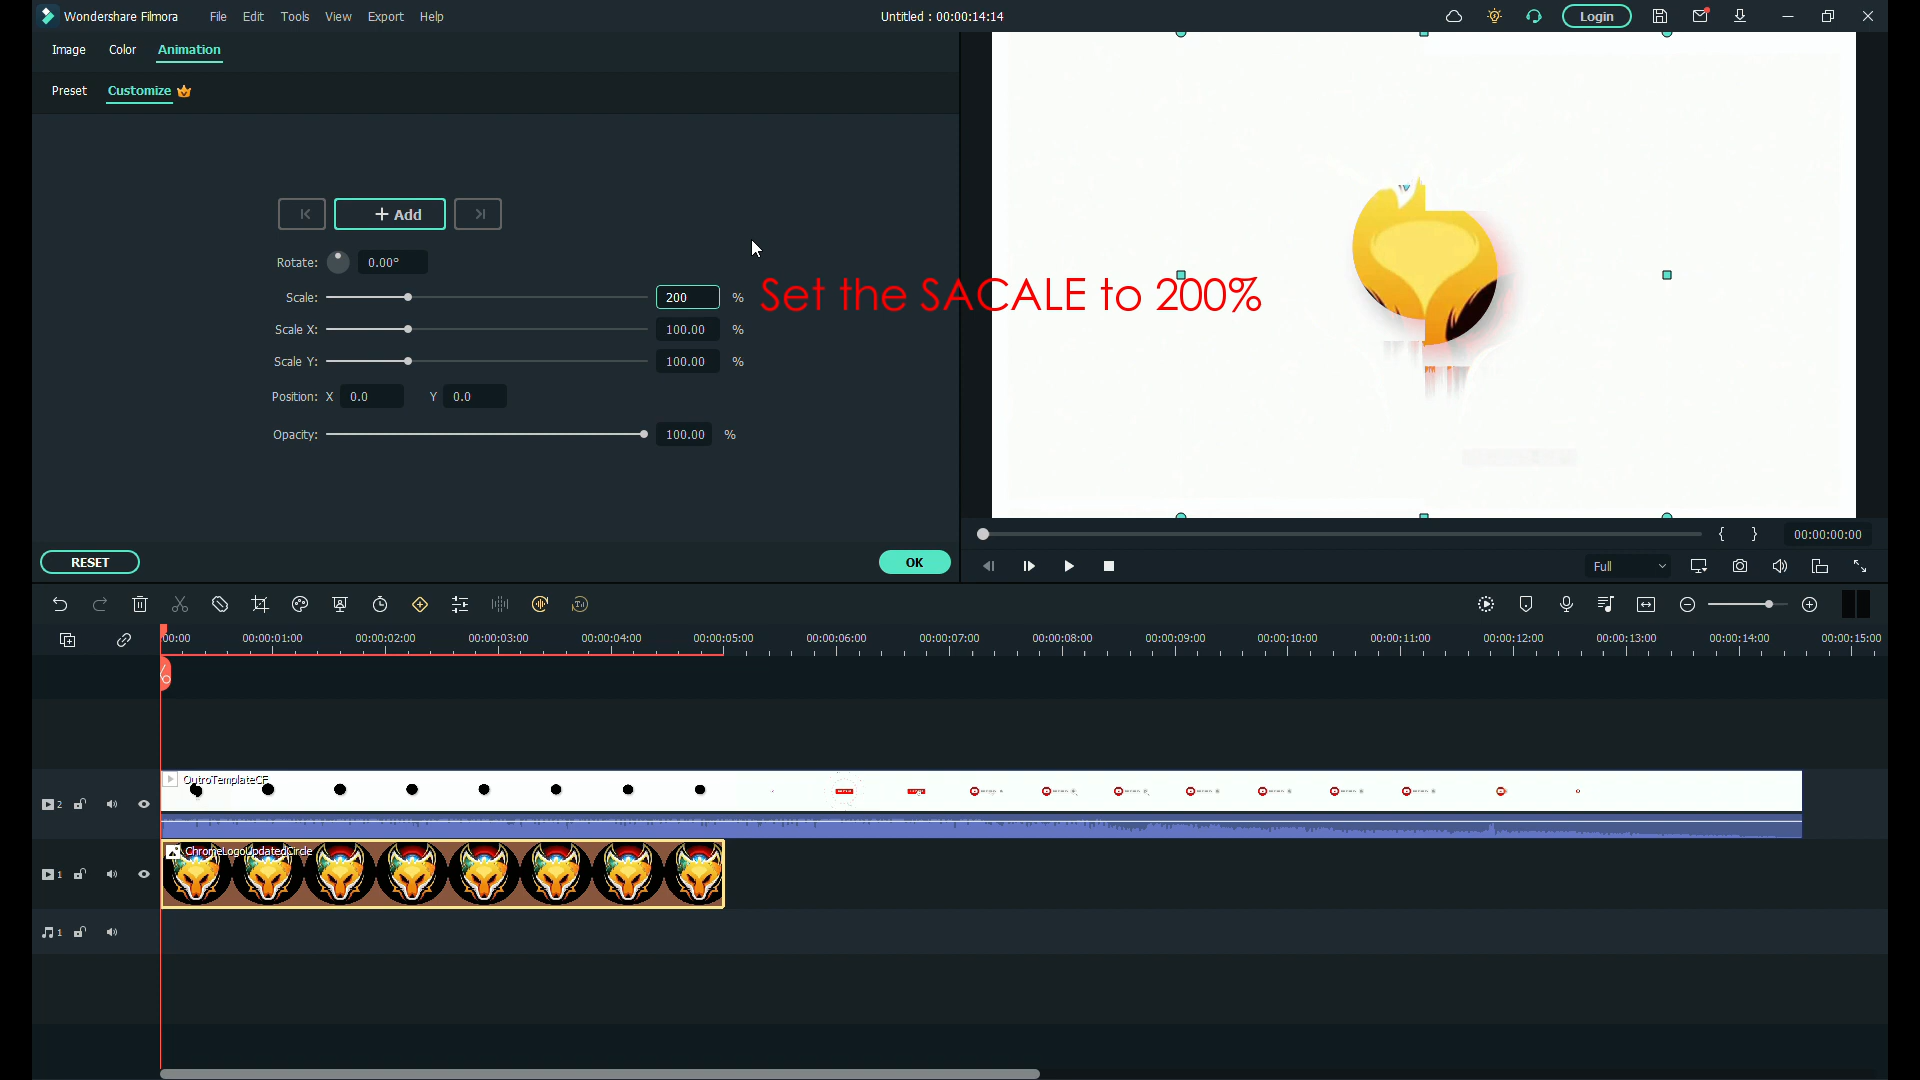 Wondershare Filmora File Edit Tools View Export Help Untitled : 00:00:14:14 Login
Image Color Animation
Preset Customize
+ Add
Rotate: 0.00°
Scale: 200 %
Set the SACALE to 200%
Scale X: 100.00 %
Scale Y: 100.00 %
Position: X 0.0 Y 0.0
Opacity: 100.00 %
{ } 00:00:00:00
RESET OK
Full
:00:00 00:00:01:00 00:00:02:00 00:00:03:00 00:00:04:00 00:00:05:00 00:00:06:00 00:00:07:00 00:00:08:00 00:00:09:00 00:00:10:00 00:00:11:00 00:00:12:00 00:00:13:00 00:00:14:00 00:00:15:00
OutroTemplateCF
2
ChromeLogoUpdatedCircle
1
1